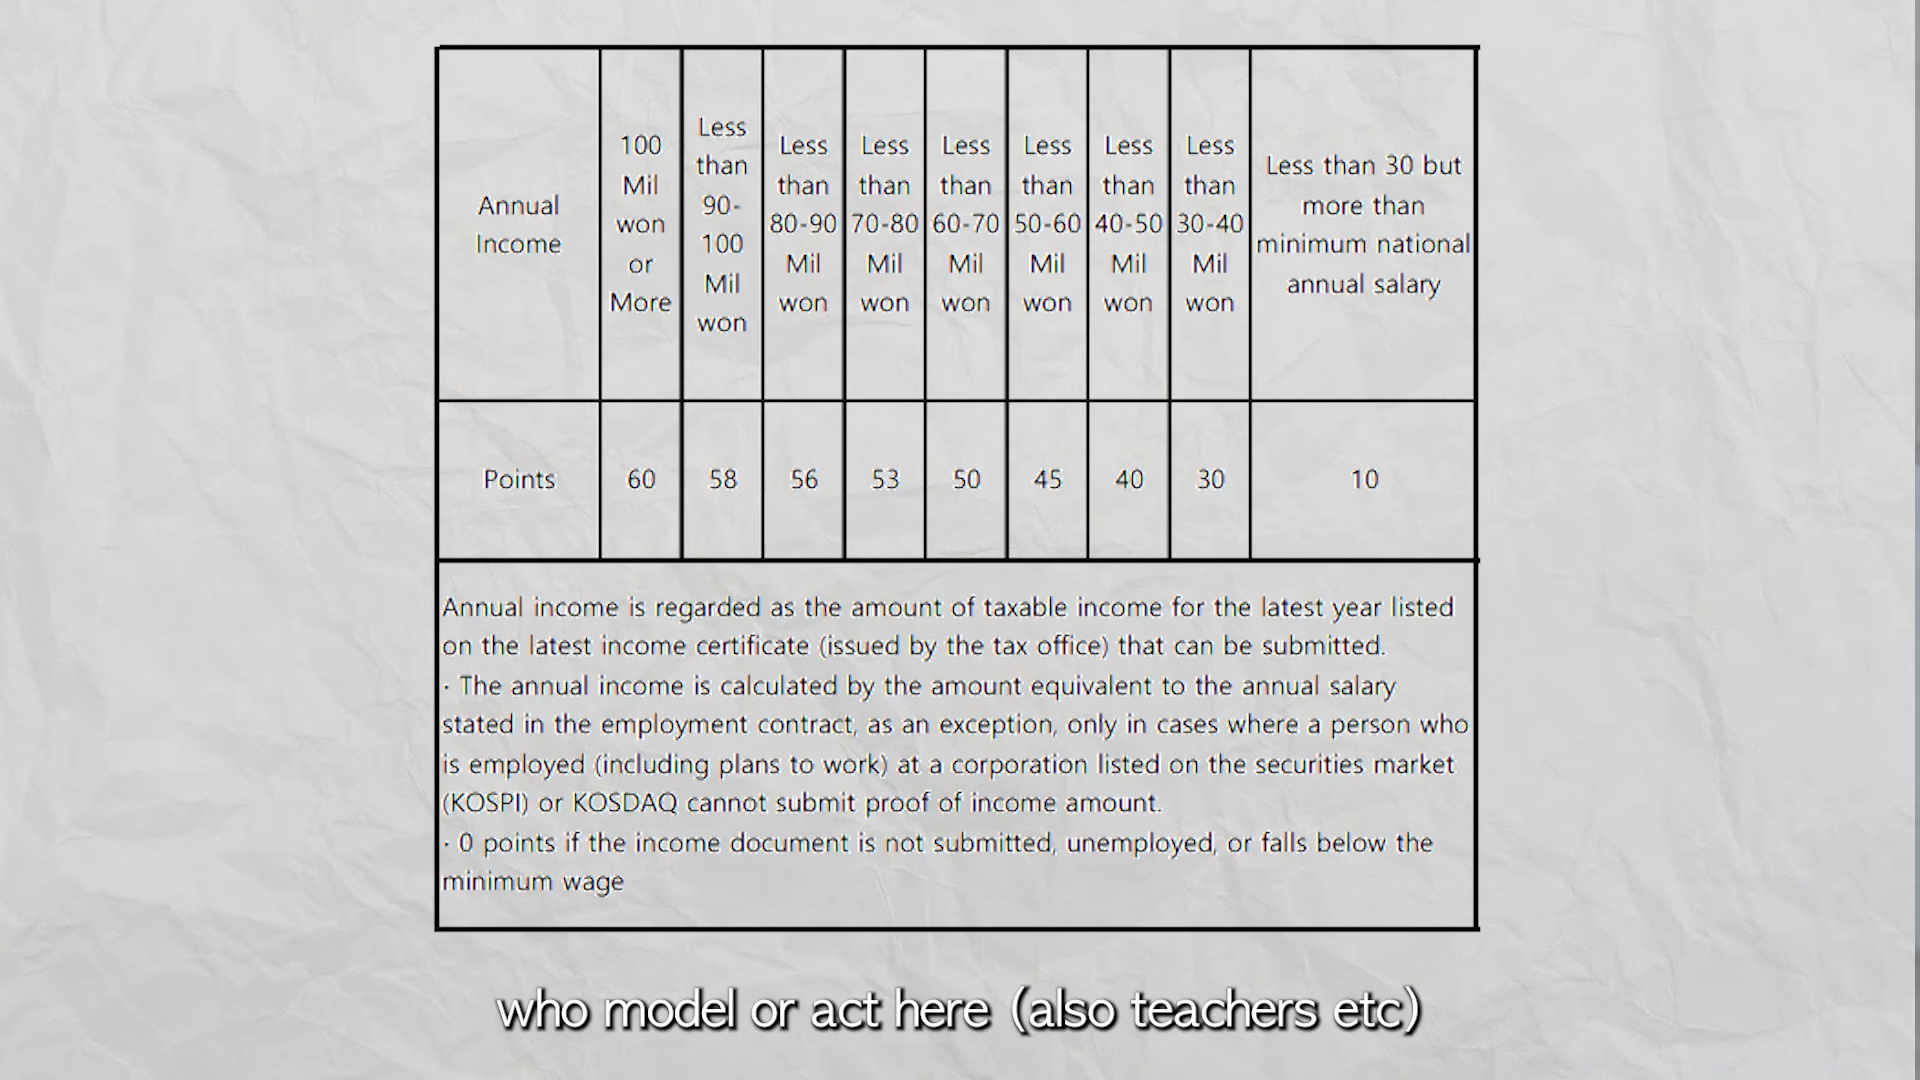 Annual
Income
100
Mil
won
or
More
Less
than
90-
100
Mil
won
Less
than
80-90
Mil
won
Less
than
70-80
Mil
won
Less
than
60-70
Mil
won
Less
than
50-60
Mil
won
Less
than
40-50
Mil
won
Less
than
30-40
Mil
won
Less than 30 but
more than
minimum national
annual salary
Points
60
58
56
53
50
45
40
30
10
Annual income is regarded as the amount of taxable income for the latest year listed
on the latest income certificate (issued by the tax office) that can be submitted.
· The annual income is calculated by the amount equivalent to the annual salary
stated in the employment contract, as an exception, only in cases where a person who
is employed (including plans to work) at a corporation listed on the securities market
(KOSPI) or KOSDAQ cannot submit proof of income amount.
· 0 points if the income document is not submitted, unemployed, or falls below the
minimum wage
who model or act here (also teachers etc)